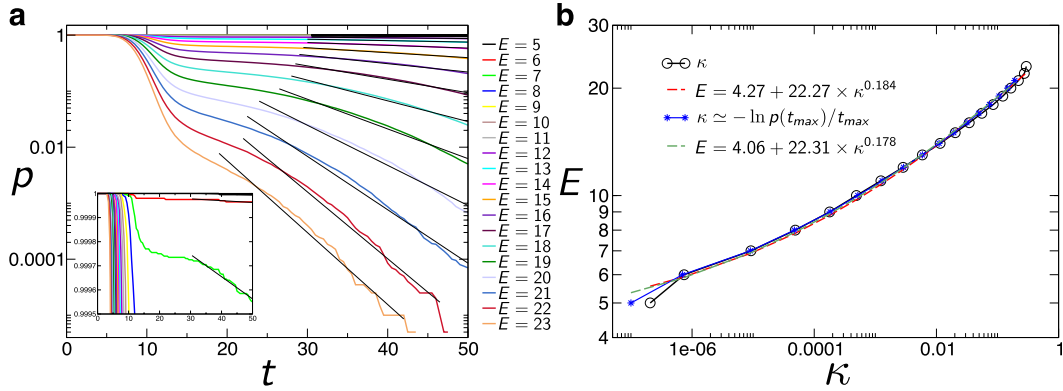 a
b
p
1
0.01
0.0001
0
10
20
30
40
50
t
1
0.9999
0.9998
0.9997
0.9996
0.9995
0
10
20
30
40
50
E = 5
E = 6
E = 7
E = 8
E = 9
E = 10
E = 11
E = 12
E = 13
E = 14
E = 15
E = 16
E = 17
E = 18
E = 19
E = 20
E = 21
E = 22
E = 23
E
30
20
10
8
7
6
5
4
1e-06
0.0001
0.01
1
κ
κ
E = 4.27 + 22.27 × κ^0.184
κ ≃ −ln p(t_max)/t_max
E = 4.06 + 22.31 × κ^0.178